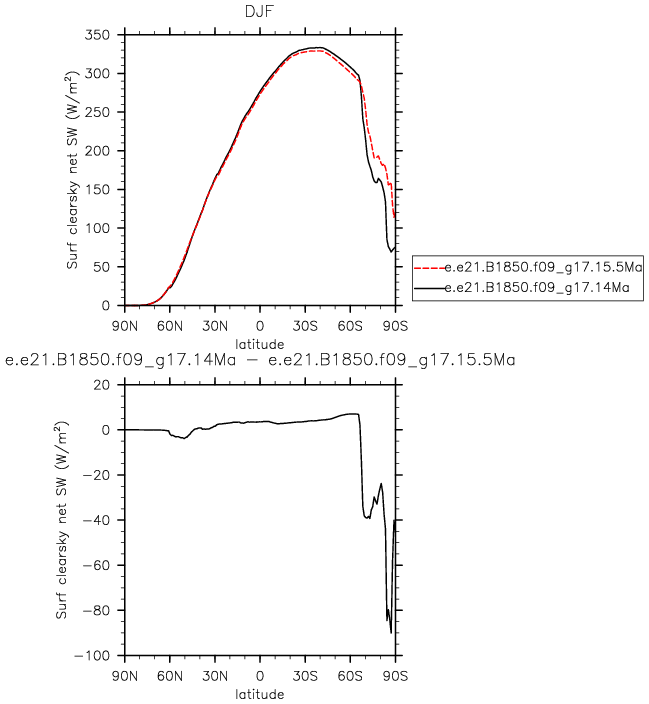 DJF
Surf clearsky net SW (W/m²)
350
300
250
200
150
100
50
0
90N 60N 30N 0 30S 60S 90S
latitude
e.e21.B1850.f09_g17.15.5Ma
e.e21.B1850.f09_g17.14Ma
e.e21.B1850.f09_g17.14Ma − e.e21.B1850.f09_g17.15.5Ma
Surf clearsky net SW (W/m²)
20
0
−20
−40
−60
−80
−100
90N 60N 30N 0 30S 60S 90S
latitude